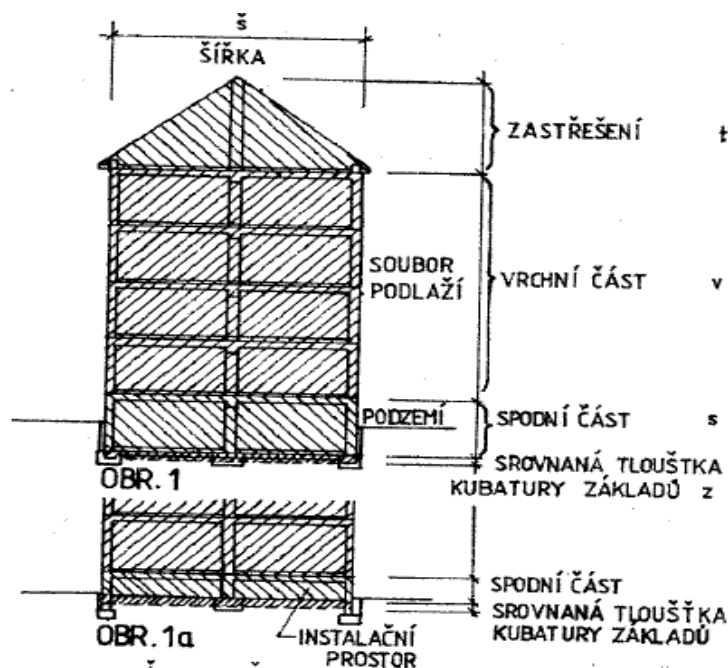 š
ŠÍŘKA
ZASTŘEŠENÍ t
SOUBOR
PODLAŽÍ
VRCHNÍ ČÁST v
PODZEMÍ
SPODNÍ ČÁST s
SROVNANÁ TLOUŠTKA
KUBATURY ZÁKLADŮ z
OBR. 1
SPODNÍ ČÁST
SROVNANÁ TLOUŠŤKA
KUBATURY ZÁKLADŮ
OBR. 1a
INSTALAČNÍ
PROSTOR